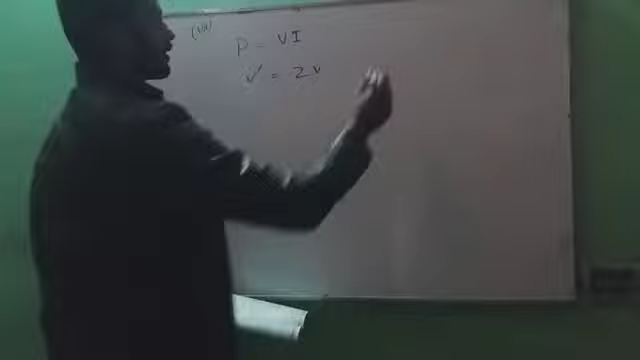 (viii)
P = VI
V' = 2V